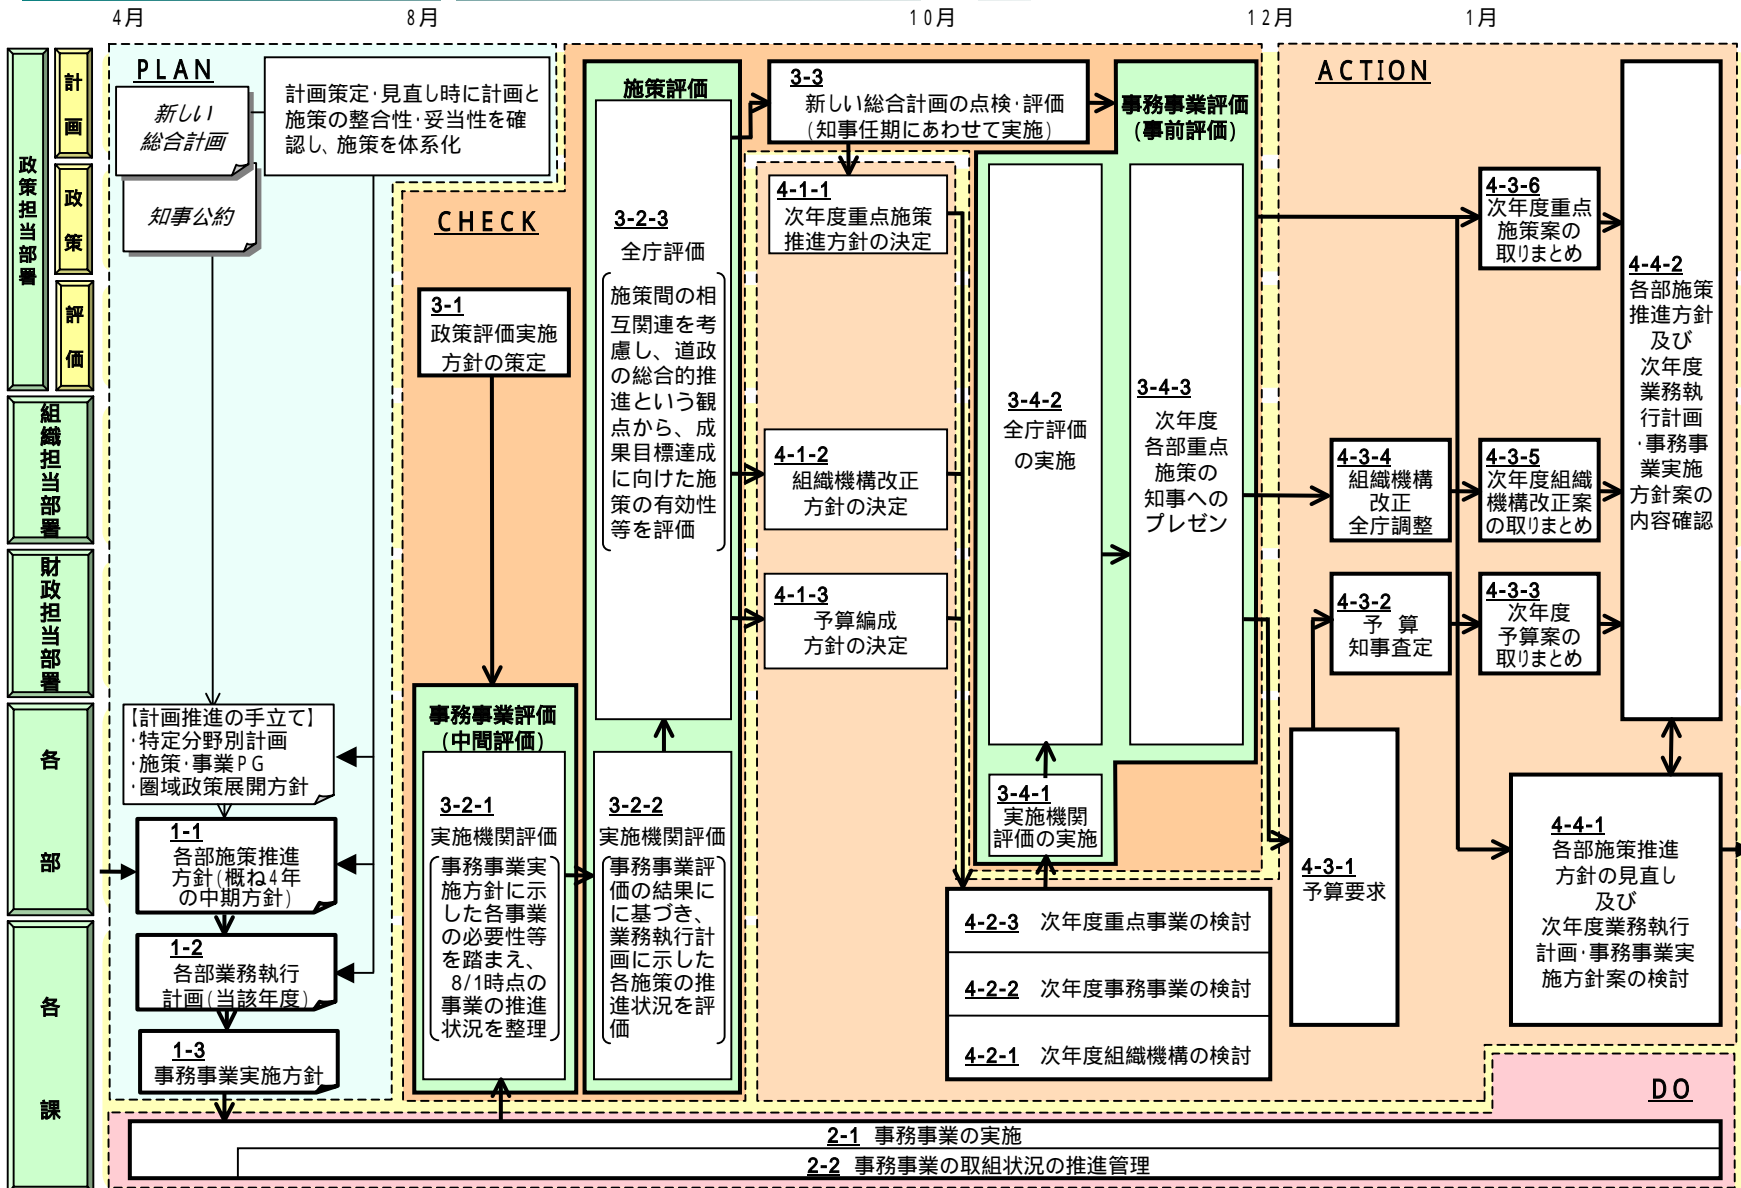 4月
8月
10月
12月
1月
政策担当部署
計画
政策
評価
組織担当部署
財政担当部署
各部
各課
PLAN
新しい
総合計画
知事公約
計画策定・見直し時に計画と
施策の整合性・妥当性を確
認し、施策を体系化
【計画推進の手立て】
・特定分野別計画
・施策・事業PG
・圏域政策展開方針
1-1
各部施策推進
方針(概ね4年
の中期方針)
1-2
各部業務執行
計画(当該年度)
1-3
事務事業実施方針
CHECK
3-1
政策評価実施
方針の策定
事務事業評価
(中間評価)
3-2-1
実施機関評価
事務事業実
施方針に示
した各事業
の必要性等
を踏まえ、
8/1時点の
事業の推進
状況を整理
施策評価
3-2-3
全庁評価
施策間の相
互関連を考
慮し、道政
の総合的推
進という観
点から、成
果目標達成
に向けた施
策の有効性
等を評価
3-2-2
実施機関評価
事務事業評
価の結果に
に基づき、
業務執行計
画に示した
各施策の推
進状況を評
価
3-3
新しい総合計画の点検・評価
(知事任期にあわせて実施)
4-1-1
次年度重点施策
推進方針の決定
4-1-2
組織機構改正
方針の決定
4-1-3
予算編成
方針の決定
事務事業評価
(事前評価)
3-4-2
全庁評価
の実施
3-4-3
次年度
各部重点
施策の
知事への
プレゼン
3-4-1
実施機関
評価の実施
4-2-3 次年度重点事業の検討
4-2-2 次年度事務事業の検討
4-2-1 次年度組織機構の検討
ACTION
4-3-6
次年度重点
施策案の
取りまとめ
4-3-4
組織機構
改正
全庁調整
4-3-5
次年度組織
機構改正案
の取りまとめ
4-3-2
予 算
知事査定
4-3-3
次年度
予算案の
取りまとめ
4-3-1
予算要求
4-4-2
各部施策
推進方針
及び
次年度
業務執
行計画
・事務事
業実施
方針案の
内容確認
4-4-1
各部施策推進
方針の見直し
及び
次年度業務執行
計画・事務事業実
施方針案の検討
DO
2-1 事務事業の実施
2-2 事務事業の取組状況の推進管理